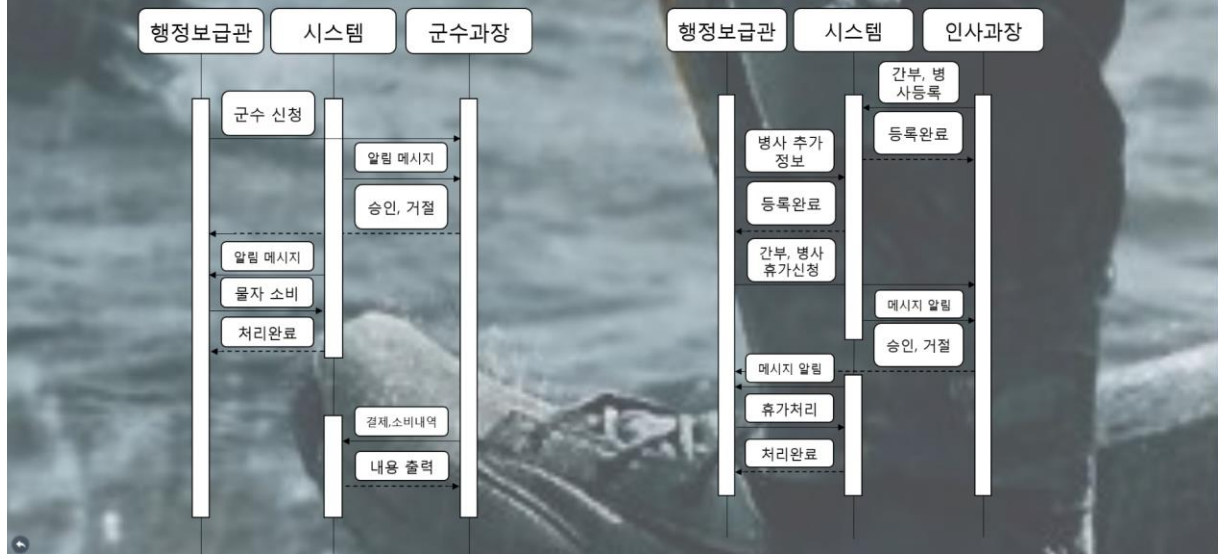 행정보급관
시스템
군수과장
군수 신청
알림 메시지
승인, 거절
알림 메시지
물자 소비
처리완료
결제,소비내역
내용 출력
행정보급관
시스템
인사과장
간부, 병
사등록
등록완료
병사 추가
정보
등록완료
간부, 병사
휴가신청
메시지 알림
승인, 거절
메시지 알림
휴가처리
처리완료